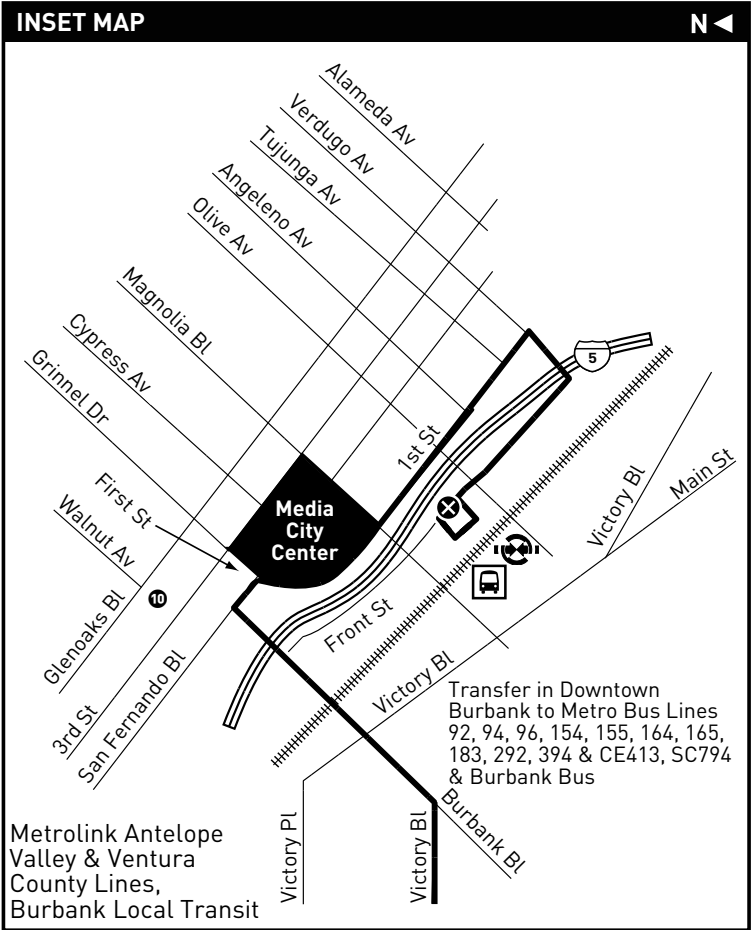 INSET MAP
N
Alameda Av
Verdugo Av
Tujunga Av
Angeleno Av
Olive Av
Magnolia Bl
Cypress Av
Grinnel Dr
First St
Walnut Av
Glenoaks Bl
10
3rd St
San Fernando Bl
Media
City
Center
1st St
5
Front St
Victory Bl
Main St
Victory Bl
Transfer in Downtown
Burbank to Metro Bus Lines
92, 94, 96, 154, 155, 164, 165,
183, 292, 394 & CE413, SC794
& Burbank Bus
Burbank Bl
Victory Pl
Victory Bl
Metrolink Antelope
Valley & Ventura
County Lines,
Burbank Local Transit